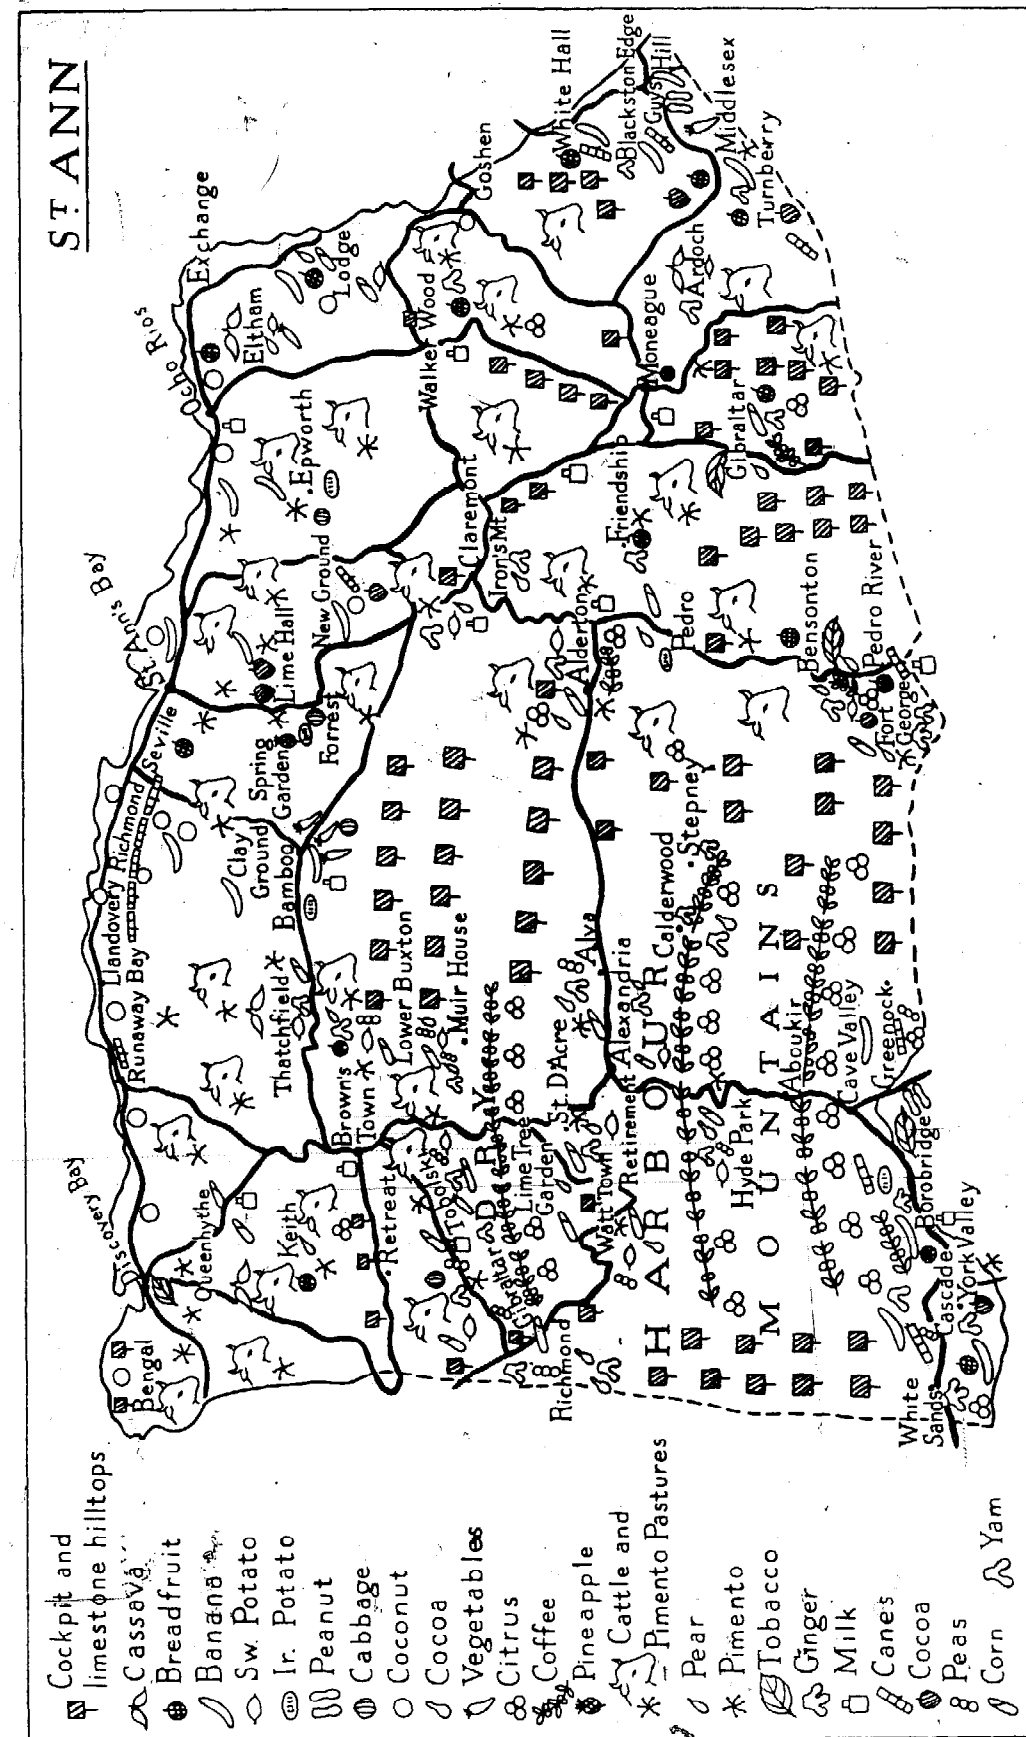 ST ANN
Discovery Bay
Runaway Bay
Llandovery
Richmond
Seville
St. Ann's Bay
Ocho Rios
Exchange
Bengal
Queenhythe
Keith
Thatchfield
Bamboo
Clay
Ground
Spring
Garden
Lime Hall
Forrest
New Ground
Epworth
Eltham
Lodge
Brown's
Town
Retreat
Lower Buxton
Muir House
Tobolski
Claremont
Walker Wood
Goshen
White Hall
Blackston Edge
Guys Hill
Middlesex
Turnberry
Ardoch
Moneague
Iron's Mt.
Friendship
Gibraltar
Gibraltar
DRY
Lime Tree
Garden
St. D'Acre
Alva
Alderton
Pedro
Richmond
Watt Town
Retirement
Alexandria
HARBOUR
Calderwood
Stepney
Bensonton
Pedro River
Hyde Park
MOUNTAINS
Aboukir
Cave Valley
Greenock
Fort
George
White
Sands
Cascade
Borobridge
York Valley
Cockpit and
limestone hilltops
Cassava
Breadfruit
Banana
Sw. Potato
Ir. Potato
Peanut
Cabbage
Coconut
Cocoa
Vegetables
Citrus
Coffee
Pineapple
Cattle and
Pimento Pastures
Pear
Pimento
Tobacco
Ginger
Milk
Canes
Cocoa
Peas
Corn
Yam